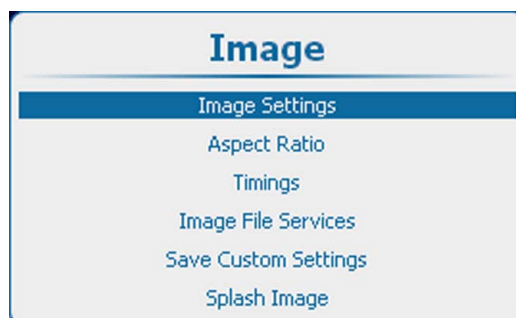 Image
Image Settings
Aspect Ratio
Timings
Image File Services
Save Custom Settings
Splash Image